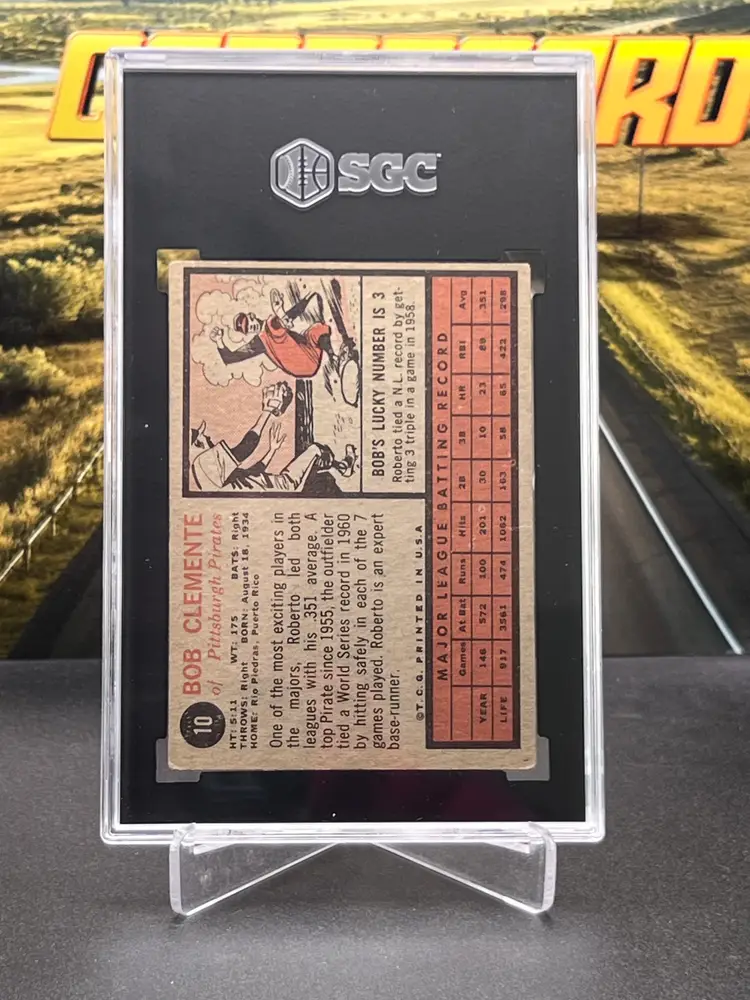 SGC
10
BOB CLEMENTE
of Pittsburgh Pirates
HT: 5:11 WT: 175 BATS: Right
THROWS: Right BORN: August 18, 1934
HOME: Rio Piedras, Puerto Rico
One of the most exciting players in
the majors, Roberto led both
leagues with his .351 average. A
top Pirate since 1955, the outfielder
tied a World Series record in 1960
by hitting safely in each of the 7
games played. Roberto is an expert
base-runner.
©T.C.G. PRINTED IN U.S.A
BOB'S LUCKY NUMBER IS 3
Roberto tied a N.L. record by get-
ting 3 triple in a game in 1958.
MAJOR LEAGUE BATTING RECORD
Games At Bat Runs Hits 2B 3B HR RBI Avg
YEAR 146 572 100 201 30 10 23 89 .351
LIFE 917 3561 474 1062 163 58 65 422 .298